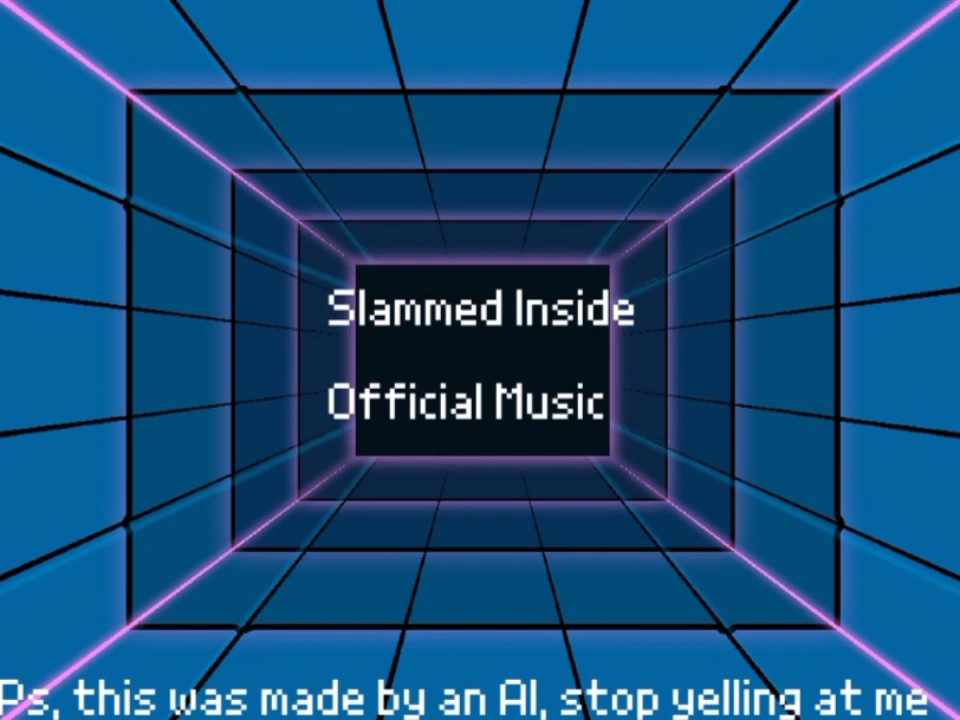 Slammed Inside
Official Music
Ps, this was made by an AI, stop yelling at me